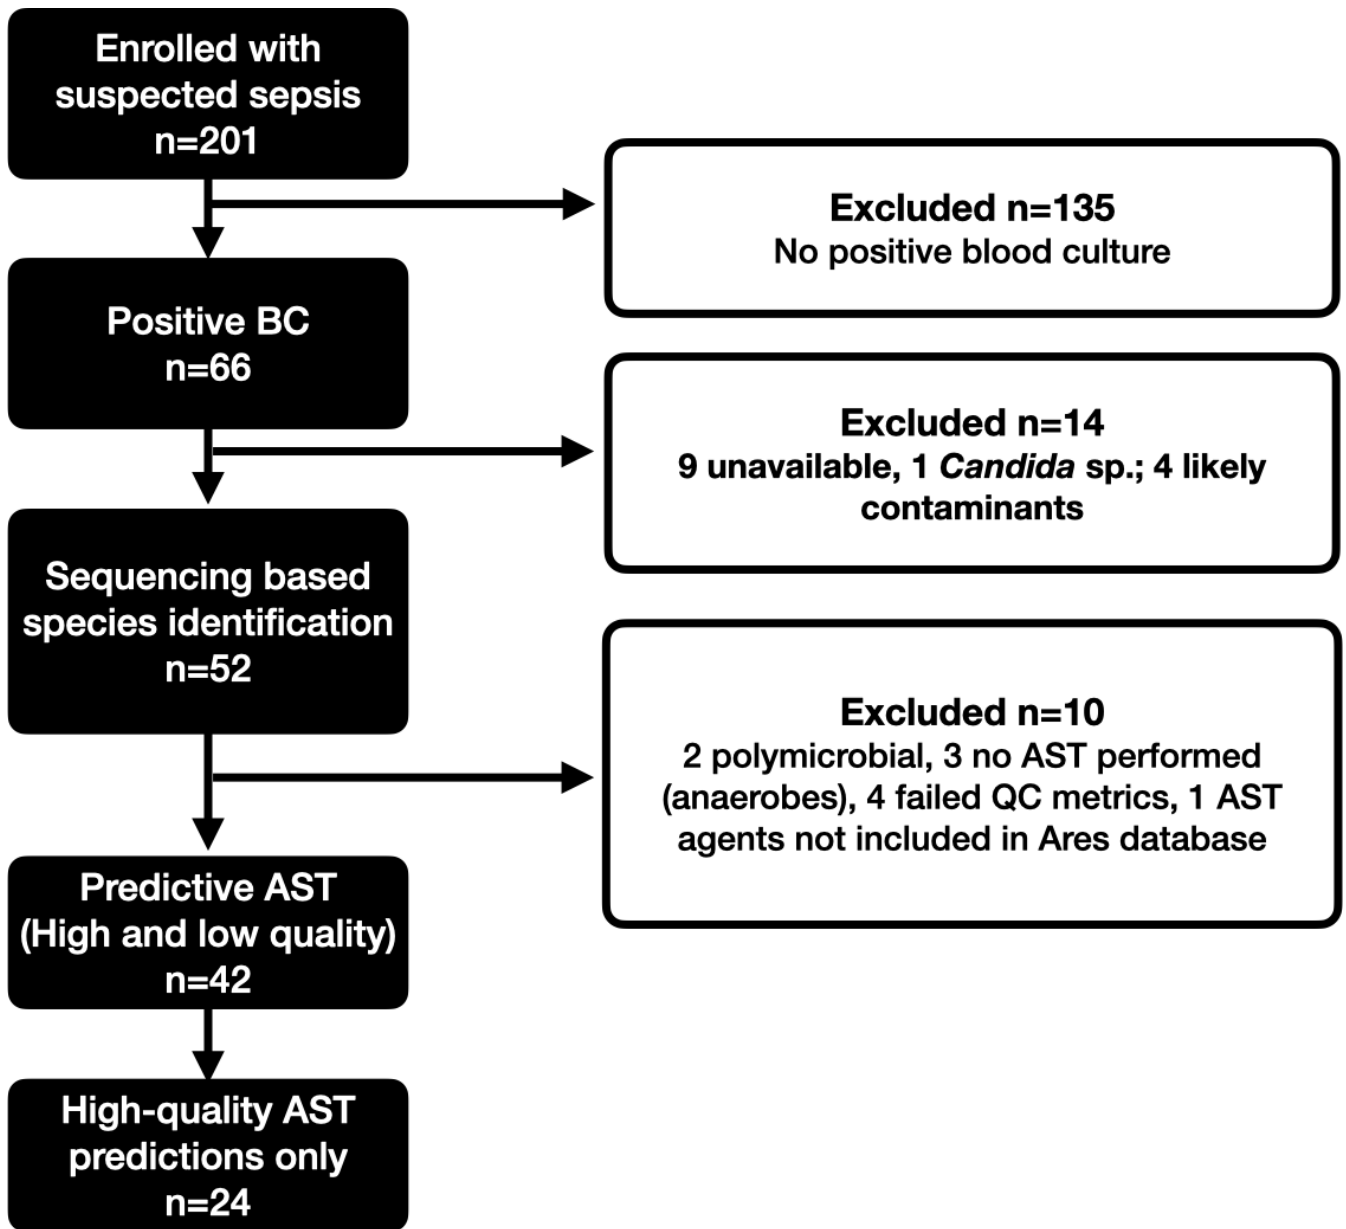 Enrolled with
suspected sepsis
n=201
Excluded n=135
No positive blood culture
Positive BC
n=66
Excluded n=14
9 unavailable, 1 Candida sp.; 4 likely
contaminants
Sequencing based
species identification
n=52
Excluded n=10
2 polymicrobial, 3 no AST performed
(anaerobes), 4 failed QC metrics, 1 AST
agents not included in Ares database
Predictive AST
(High and low quality)
n=42
High-quality AST
predictions only
n=24